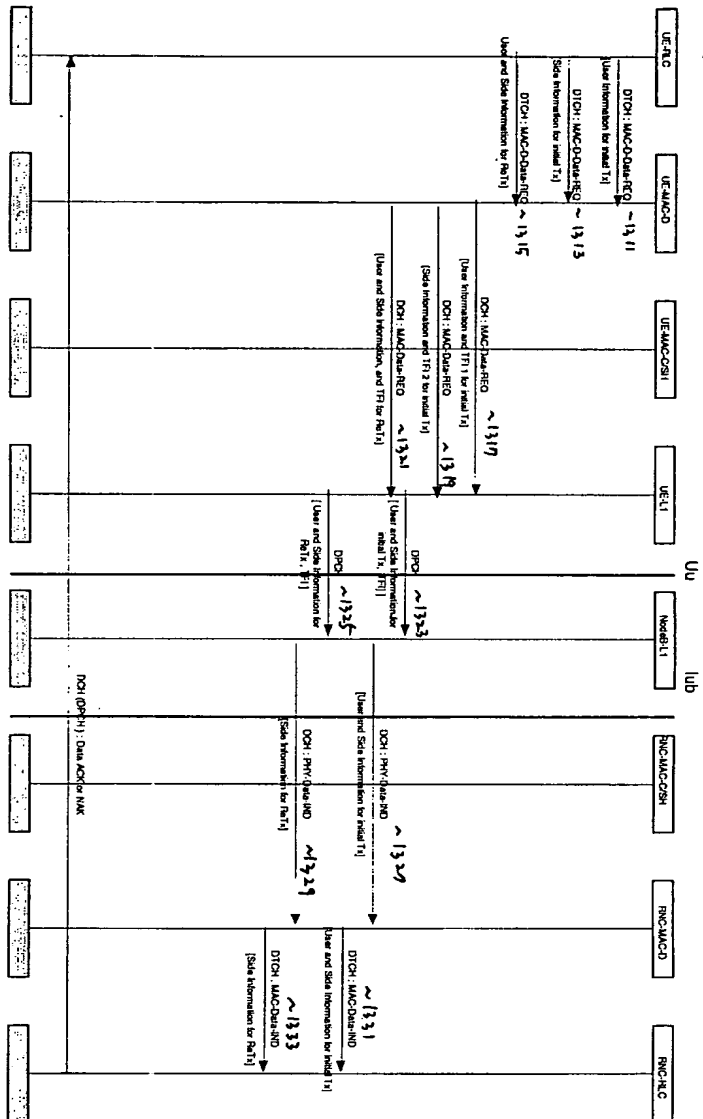 UE-RLC
UE-MAC-D
UE-MAC-C/SH
UE-L1
Uu
NodeB-L1
Iub
RNC-MAC-C/SH
RNC-MAC-D
RNC-RLC
DTCH : MAC-D-Data-REQ ~1311
[User Information for initial Tx]
DTCH : MAC-D-Data-REQ ~1313
[Side Information for initial Tx]
DTCH : MAC-D-Data-REQ ~1315
User and Side Information for ReTx]
DCH : MAC-Data-REQ ~1317
[User Information and TFI 1 for initial Tx]
DCH : MAC-Data-REQ ~1319
[Side Information and TFI 2 for initial Tx]
DCH : MAC-Data-REQ ~1321
[User and Side Information, and TFI for ReTx]
DPCH ~1323
[User and Side Information for
initial Tx, TFI]
DPCH ~1325
[User and Side Information for
ReTx , TFI]
DCH : PHY-Data-IND ~1327
[User and Side Information for initial Tx]
DCH : PHY-Data-IND ~1329
[Side Information for ReTx]
DTCH : MAC-Data-IND ~1331
[User and Side Information for initial Tx]
DTCH : MAC-Data-IND ~1333
[Side Information for ReTx]
DCH (DPCH ) : Data ACK or NAK